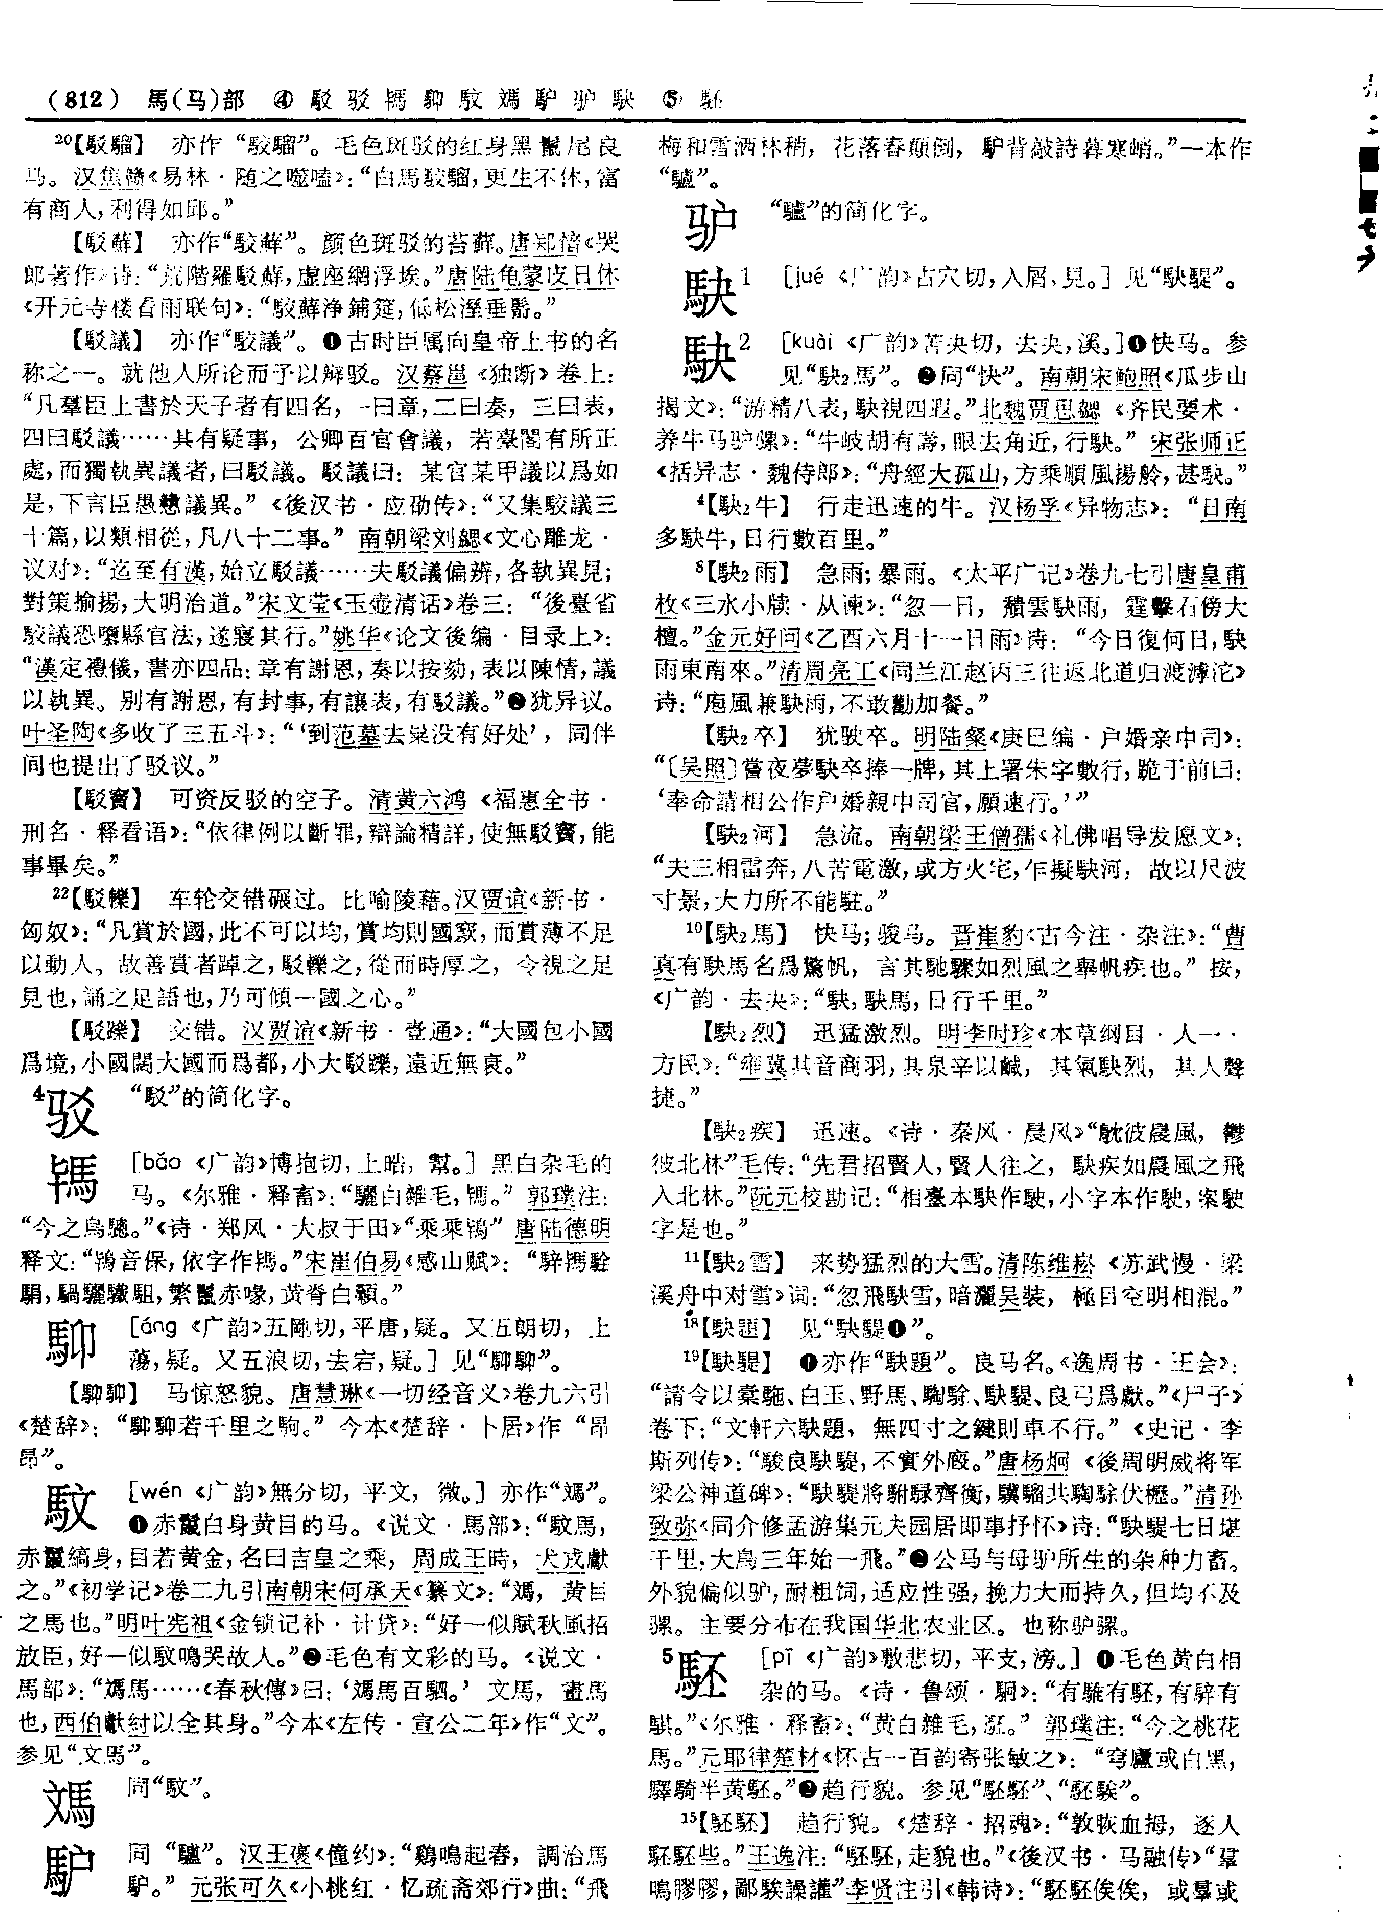 (812) 馬(马)部 ④ 駁 驳 䮀 䭹 馼 䮄 馿 驴 駃 ⑤ 駓
²⁰【駁騮】 亦作“駮騮”。毛色斑驳的红身黑鬣尾良
马。汉焦赣《易林·随之噬嗑》：“白馬駮騮，更生不休，富
有商人，利得如邱。”
【駁蘚】 亦作“駮蘚”。颜色斑驳的苔藓。唐郑愔《哭
郎著作》诗：“荒階羅駁蘚，虚座網浮埃。”唐陆龟蒙皮日休
《开元寺楼看雨联句》：“駮蘚净鋪筵，低松溼垂鬋。”
【駁議】 亦作“駮議”。❶古时臣属向皇帝上书的名
称之一。就他人所论而予以辩驳。汉蔡邕《独断》卷上：
“凡羣臣上書於天子者有四名，一曰章，二曰奏，三曰表，
四曰駁議……其有疑事，公卿百官會議，若臺閣有所正
處，而獨執異議者，曰駁議。駁議曰：某官某甲議以爲如
是，下言臣愚戇議異。”《後汉书·应劭传》：“又集駮議三
十篇，以類相從，凡八十二事。”南朝梁刘勰《文心雕龙·
议对》：“迄至有漢，始立駁議……夫駁議偏辨，各執異見；
對策揄揚，大明治道。”宋文莹《玉壶清话》卷三：“後臺省
駮議恐壞縣官法，遂寢其行。”姚华《论文後编·目录上》：
“漢定禮儀，書亦四品：章有謝恩，奏以按劾，表以陳情，議
以執異。别有謝恩，有封事，有讓表，有駁議。”❷犹异议。
叶圣陶《多收了三五斗》：“‘到范墓去粜没有好处’，同伴
间也提出了驳议。”
【駁竇】 可资反驳的空子。清黄六鸿《福惠全书·
刑名·释看语》：“依律例以斷罪，辯論精詳，使無駁竇，能
事畢矣。”
²²【駁轢】 车轮交错碾过。比喻陵藉。汉贾谊《新书·
匈奴》：“凡賞於國，此不可以均，賞均則國窾，而賞薄不足
以動人。故善賞者踔之，駁轢之，從而時厚之，令視之足
見也，誦之足語也，乃可傾一國之心。”
【駁躒】 交错。汉贾谊《新书·壹通》：“大國包小國
爲境，小國闊大國而爲都，小大駁躒，遠近無衰。”
⁴驳 “駁”的简化字。
䮀 [bǎo 《广韵》博抱切，上皓，幫。] 黑白杂毛的
马。《尔雅·释畜》：“驪白雜毛，䮀。”郭璞注：
“今之烏驄。”《诗·郑风·大叔于田》“乘乘鴇”唐陆德明
释文：“鴇音保，依字作䮀。”宋崔伯易《感山赋》：“騂䮀駩
駽，騧驪驖駔，繁鬣赤喙，黄脊白顛。”
䭹 [áng 《广韵》五剛切，平唐，疑。又五朗切，上
蕩，疑。又五浪切，去宕，疑。] 见“䭹䭹”。
【䭹䭹】 马惊怒貌。唐慧琳《一切经音义》卷九六引
《楚辞》：“䭹䭹若千里之駒。”今本《楚辞·卜居》作“昂
昂”。
馼 [wén 《广韵》無分切，平文，微。] 亦作“䮄”。
❶赤鬣白身黄目的马。《说文·馬部》：“馼馬，
赤鬣縞身，目若黄金，名曰吉皇之乘，周成王時，犬戎獻
之。”《初学记》卷二九引南朝宋何承天《纂文》：“䮄，黄目
之馬也。”明叶宪祖《金锁记补·计贷》：“好一似賦秋風招
放臣，好一似馼鳴哭故人。”❷毛色有文彩的马。《说文·
馬部》：“䮄馬……《春秋傳》曰：‘䮄馬百駟。’文馬，畫馬
也，西伯獻紂以全其身。”今本《左传·宣公二年》作“文”。
参见“文馬”。
䮄 同“馼”。
馿 同“驢”。汉王褒《僮约》：“鷄鳴起舂，調治馬
馿。”元张可久《小桃红·忆疏斋郊行》曲：“飛
梅和雪洒林梢，花落春顛倒，馿背敲詩暮寒峭。”一本作
“驢”。
驴 “驢”的简化字。
駃¹ [jué 《广韵》古穴切，入屑，見。] 见“駃騠”。
駃² [kuài 《广韵》苦夬切，去夬，溪。]❶快马。参
见“駃₂馬”。❷同“快”。南朝宋鲍照《瓜步山
揭文》：“游精八表，駃視四遐。”北魏贾思勰《齐民要术·
养牛马驴骡》：“牛岐胡有壽，眼去角近，行駃。”宋张师正
《括异志·魏侍郎》：“舟經大孤山，方乘順風揚舲，甚駃。”
⁴【駃₂牛】 行走迅速的牛。汉杨孚《异物志》：“日南
多駃牛，日行數百里。”
⁸【駃₂雨】 急雨；暴雨。《太平广记》卷九七引唐皇甫
枚《三水小牍·从谏》：“忽一日，穨雲駃雨，霆擊石傍大
檀。”金元好问《乙酉六月十一日雨》诗：“今日復何日，駃
雨東南來。”清周亮工《同兰江赵丙三往返北道归渡滹沱》
诗：“庖風兼駃雨，不敢勸加餐。”
【駃₂卒】 犹驶卒。明陆粲《庚巳编·户婚亲中司》：
“〔吴照〕嘗夜夢駃卒捧一牌，其上署朱字數行，跪于前曰：
‘奉命請相公作户婚親中司官，願速行。’”
【駃₂河】 急流。南朝梁王僧孺《礼佛唱导发愿文》：
“夫三相雷奔，八苦電激，或方火宅，乍擬駃河，故以尺波
寸景，大力所不能駐。”
¹⁰【駃₂馬】 快马；骏马。晋崔豹《古今注·杂注》：“曹
真有駃馬名爲驚帆，言其馳驟如烈風之舉帆疾也。”按，
《广韵·去夬》：“駃，駃馬，日行千里。”
【駃₂烈】 迅猛激烈。明李时珍《本草纲目·人一·
方民》：“雍冀其音商羽，其泉辛以鹹，其氣駃烈，其人聲
捷。”
【駃₂疾】 迅速。《诗·秦风·晨风》“鴥彼晨風，鬱
彼北林”毛传：“先君招賢人，賢人往之，駃疾如晨風之飛
入北林。”阮元校勘记：“相臺本駃作駛，小字本作駛，案駛
字是也。”
¹¹【駃₂雪】 来势猛烈的大雪。清陈维崧《苏武慢·梁
溪舟中对雪》词：“忽飛駃雪，暗灑吴裝，極目空明相混。”
¹⁸【駃題】 见“駃騠❶”。
¹⁹【駃騠】 ❶亦作“駃題”。良马名。《逸周书·王会》：
“請令以橐駞、白玉、野馬、騊駼、駃騠、良弓爲獻。”《尸子》
卷下：“文軒六駃題，無四寸之鍵則車不行。”《史记·李
斯列传》：“駿良駃騠，不實外廄。”唐杨炯《後周明威将军
梁公神道碑》：“駃騠將駙騄齊衡，驥騮共騊駼伏櫪。”清孙
致弥《同介修孟游集元夫园居即事抒怀》诗：“駃騠七日堪
千里，大鳥三年始一飛。”❷公马与母驴所生的杂种力畜。
外貌偏似驴，耐粗饲，适应性强，挽力大而持久，但均不及
骡。主要分布在我国华北农业区。也称驴骡。
⁵駓 [pī 《广韵》敷悲切，平支，滂。] ❶毛色黄白相
杂的马。《诗·鲁颂·駉》：“有騅有駓，有騂有
騏。”《尔雅·释畜》：“黄白雜毛，駓。”郭璞注：“今之桃花
馬。”元耶律楚材《怀古一百韵寄张敏之》：“穹廬或白黑，
驛騎半黄駓。”❷趋行貌。参见“駓駓”、“駓騃”。
¹⁵【駓駓】 趋行貌。《楚辞·招魂》：“敦脄血拇，逐人
駓駓些。”王逸注：“駓駓，走貌也。”《後汉书·马融传》“羣
鳴膠膠，鄙騃譟讙”李贤注引《韩诗》：“駓駓俟俟，或羣或